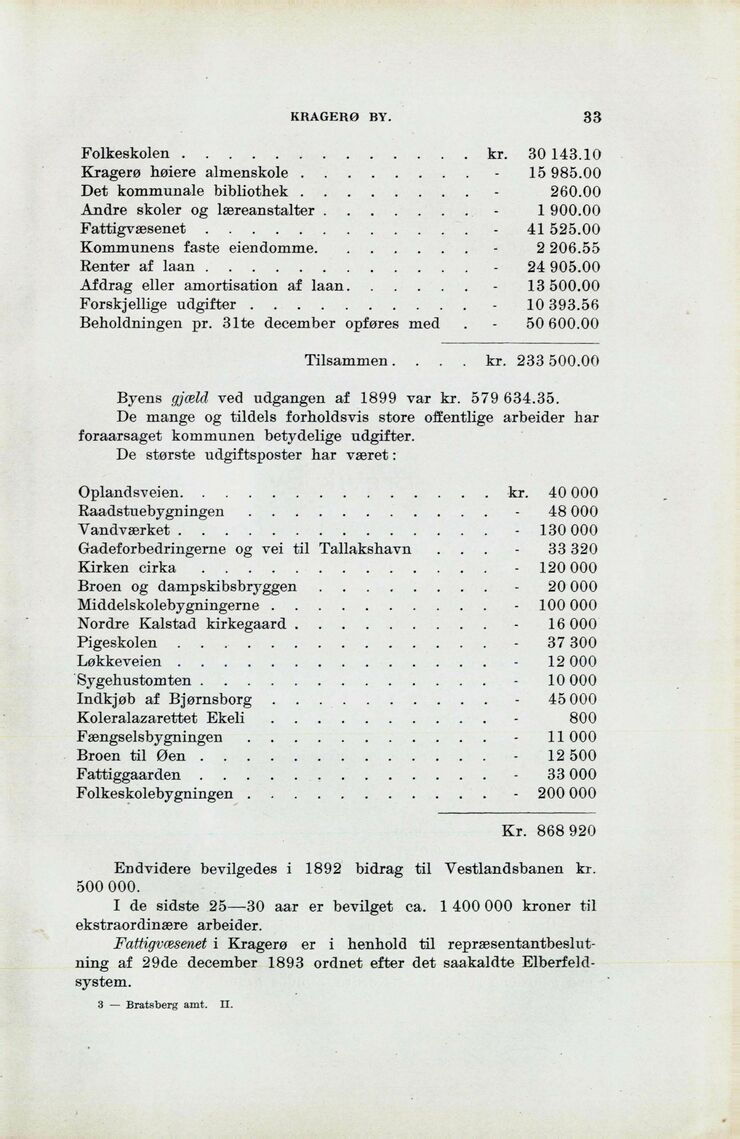 KRAGERØ BY. 33
Folkeskolen . . . . . . . . . . . . . kr. 30 143.10
Kragerø høiere almenskole . . . . . . . . - 15 985.00
Det kommunale bibliothek . . . . . . . . - 260.00
Andre skoler og læreanstalter . . . . . . . - 1 900.00
Fattigvæsenet . . . . . . . . . . . . - 41 525.00
Kommunens faste eiendomme. . . . . . . - 2 206.55
Renter af laan . . . . . . . . . . . . - 24 905.00
Afdrag eller amortisation af laan. . . . . . - 13 500.00
Forskjellige udgifter . . . . . . . . . . - 10 393.56
Beholdningen pr. 31te december opføres med . - 50 600.00
Tilsammen . . . . kr. 233 500.00
Byens gjæld ved udgangen af 1899 var kr. 579 634.35.
De mange og tildels forholdsvis store offentlige arbeider har
foraarsaget kommunen betydelige udgifter.
De største udgiftsposter har været:
Oplandsveien. . . . . . . . . . . . . . kr. 40 000
Raadstuebygningen . . . . . . . . . . . - 48 000
Vandværket . . . . . . . . . . . . . . - 130 000
Gadeforbedringerne og vei til Tallakshavn . . . - 33 320
Kirken cirka . . . . . . . . . . . . . - 120 000
Broen og dampskibsbryggen . . . . . . . . - 20 000
Middelskolebygningerne . . . . . . . . . . - 100 000
Nordre Kalstad kirkegaard . . . . . . . . . - 16 000
Pigeskolen . . . . . . . . . . . . . . - 37 300
Løkkeveien . . . . . . . . . . . . . . - 12 000
Sygehustomten . . . . . . . . . . . . . - 10 000
Indkjøb af Bjørnsborg . . . . . . . . . . - 45 000
Koleralazarettet Ekeli . . . . . . . . . . - 800
Fængselsbygningen . . . . . . . . . . . - 11 000
Broen til Øen . . . . . . . . . . . . . - 12 500
Fattiggaarden . . . . . . . . . . . . . - 33 000
Folkeskolebygningen . . . . . . . . . . . - 200 000
Kr. 868 920
Endvidere bevilgedes i 1892 bidrag til Vestlandsbanen kr.
500 000.
I de sidste 25—30 aar er bevilget ca. 1 400 000 kroner til
ekstraordinære arbeider.
Fattigvæsenet i Kragerø er i henhold til repræsentantbeslut-
ning af 29de december 1893 ordnet efter det saakaldte Elberfeld-
system.
3 — Bratsberg amt. II.